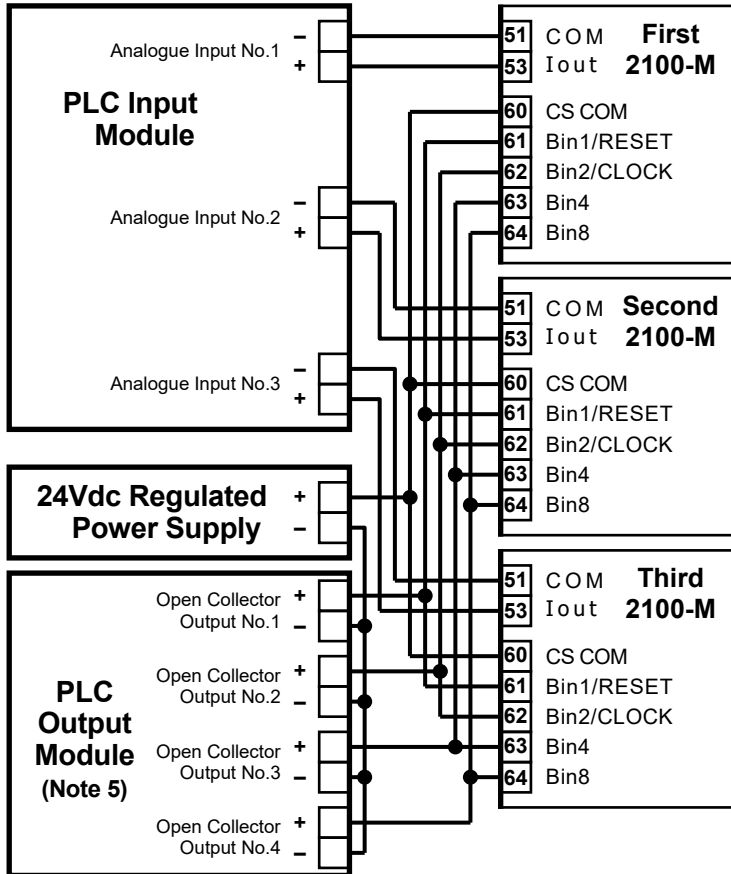 Analogue Input No.1
−
+
PLC Input
Module
Analogue Input No.2
−
+
Analogue Input No.3
−
+
24Vdc Regulated
Power Supply
+
−
Open Collector
Output No.1
+
−
Open Collector
Output No.2
+
−
PLC
Output
Module
(Note 5)
Open Collector
Output No.3
+
−
Open Collector
Output No.4
+
−
51 COM
53 Iout
First
2100-M
60 CS COM
61 Bin1/RESET
62 Bin2/CLOCK
63 Bin4
64 Bin8
51 COM
53 Iout
Second
2100-M
60 CS COM
61 Bin1/RESET
62 Bin2/CLOCK
63 Bin4
64 Bin8
51 COM
53 Iout
Third
2100-M
60 CS COM
61 Bin1/RESET
62 Bin2/CLOCK
63 Bin4
64 Bin8